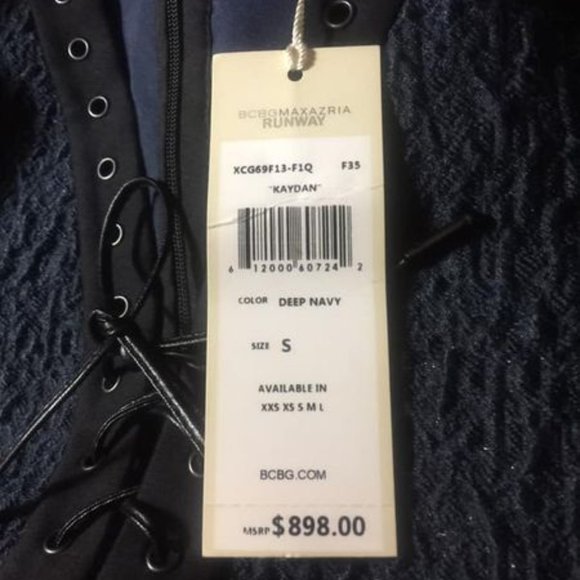 BCBGMAXAZRIA
RUNWAY
XCG69F13-F1Q F35
"KAYDAN"
6 12000 60724 2
COLOR DEEP NAVY
SIZE S
AVAILABLE IN
XXS XS S M L
BCBG.COM
MSRP $898.00